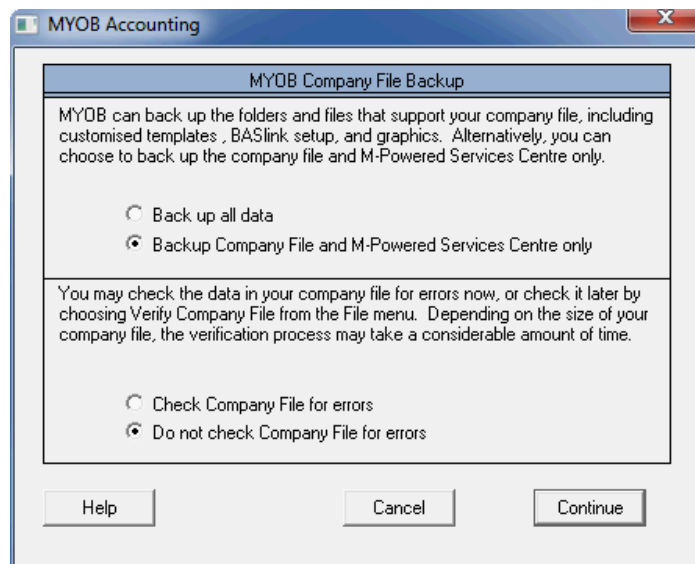 MYOB Accounting
MYOB Company File Backup
MYOB can back up the folders and files that support your company file, including
customised templates , BASlink setup, and graphics. Alternatively, you can
choose to back up the company file and M-Powered Services Centre only.
Back up all data
Backup Company File and M-Powered Services Centre only
You may check the data in your company file for errors now, or check it later by
choosing Verify Company File from the File menu. Depending on the size of your
company file, the verification process may take a considerable amount of time.
Check Company File for errors
Do not check Company File for errors
Help
Cancel
Continue